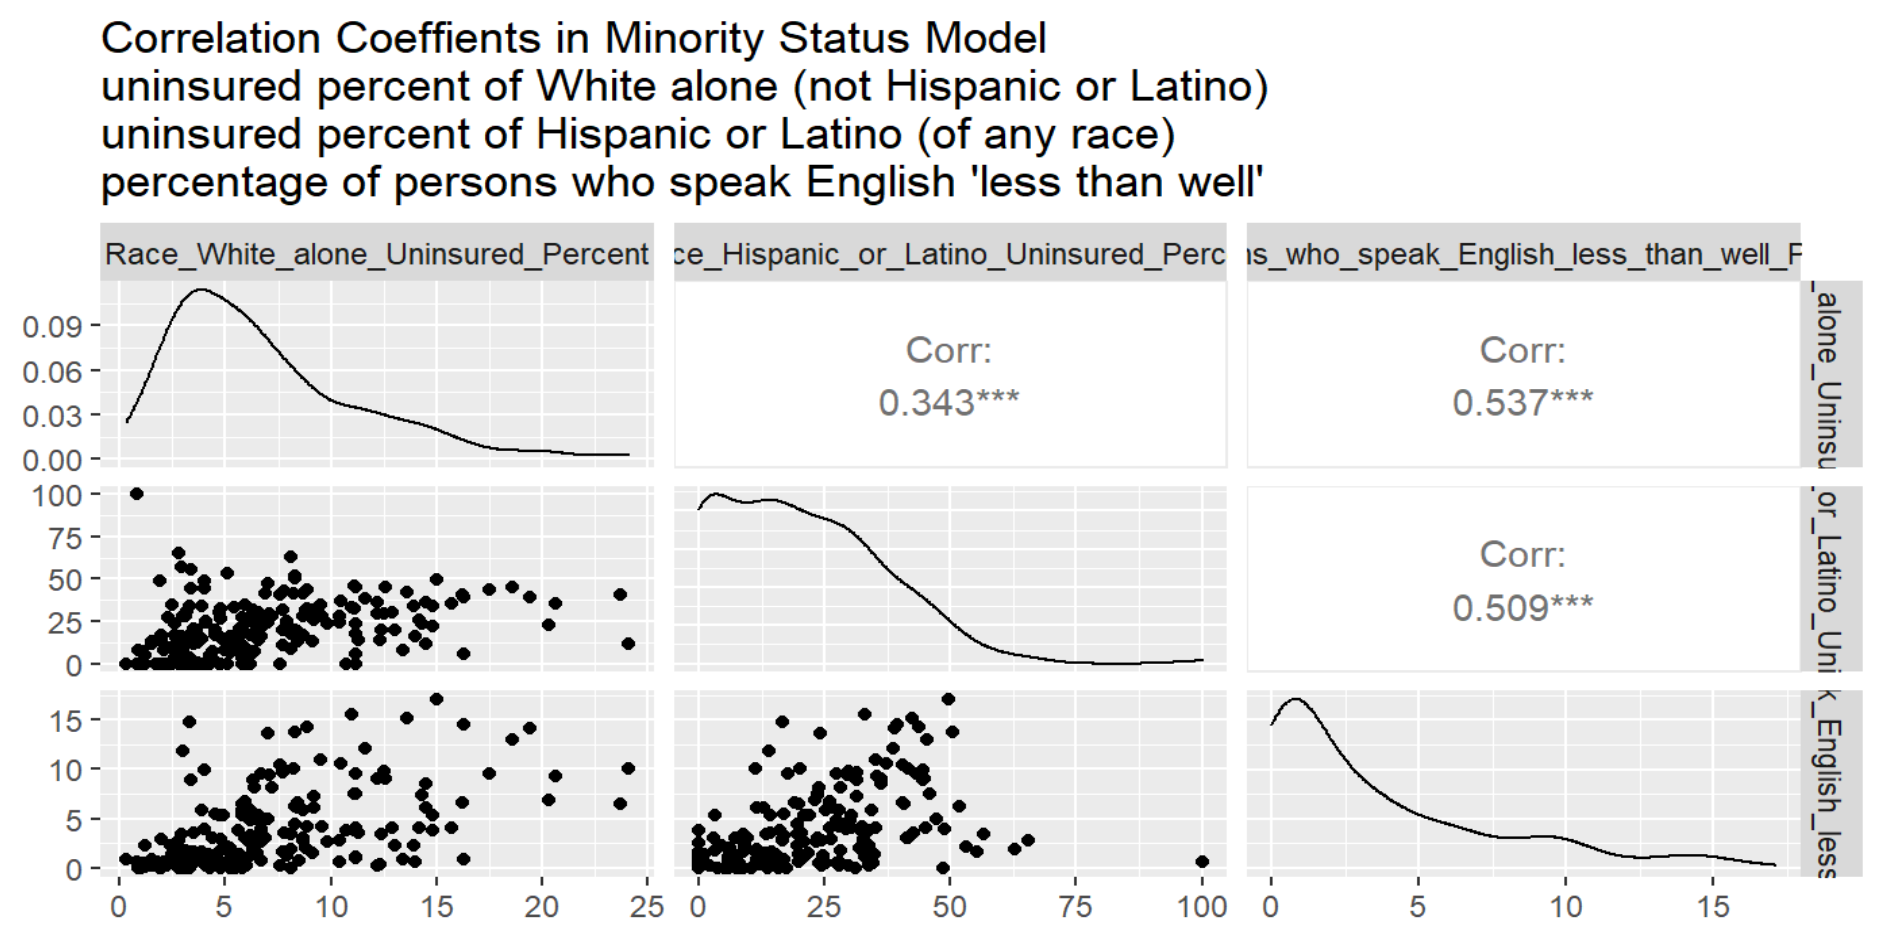 Correlation Coeffients in Minority Status Model
uninsured percent of White alone (not Hispanic or Latino)
uninsured percent of Hispanic or Latino (of any race)
percentage of persons who speak English 'less than well'
Race_White_alone_Uninsured_Percent
ce_Hispanic_or_Latino_Uninsured_Perc
ns_who_speak_English_less_than_well_P
0.09
0.06
0.03
0.00
Corr:
0.343***
Corr:
0.537***
_alone_Uninsu
100
75
50
25
0
Corr:
0.509***
_or_Latino_Uni
15
10
5
0
k_English_less
0 5 10 15 20 25
0 25 50 75 100
0 5 10 15